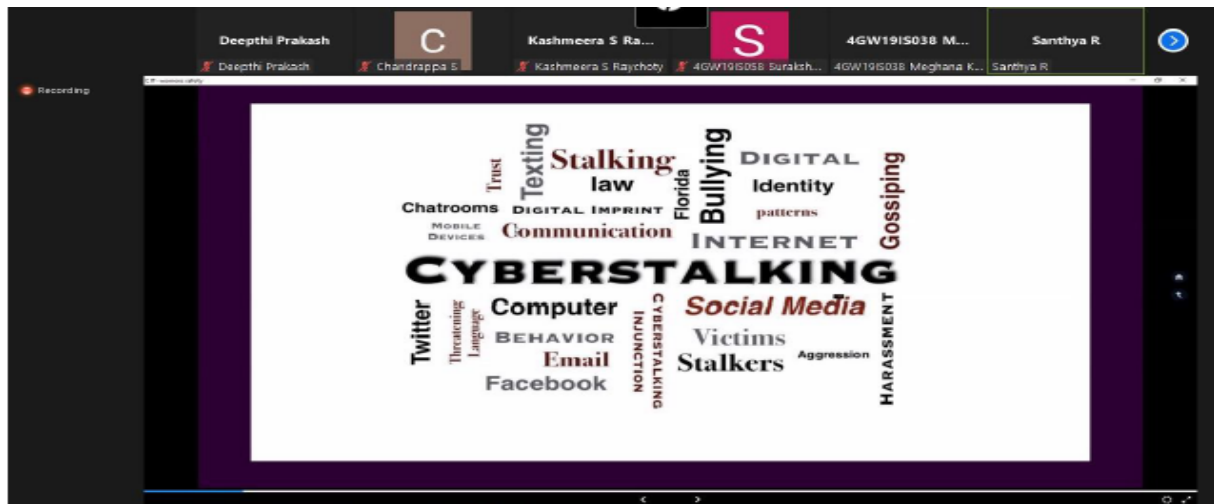 Deepthi Prakash
C
Kashmeera S Ra...
S
4GW19IS038 M...
Santhya R
Deepthi Prakash
Chandrappa S
Kashmeera S Raychoty
4GW19IS058 Suraksh...
4GW19IS038 Meghana K...
Santhya R
Recording
Trust
Texting
Stalking
law
Florida
Bullying
DIGITAL
Identity
Gossiping
Chatrooms
DIGITAL IMPRINT
patterns
MOBILE
DEVICES
Communication
INTERNET
CYBERSTALKING
Twitter
Threatening
Language
Computer
BEHAVIOR
Email
Facebook
CYBERSTALKING
INJUNCTION
Social Media
Victims
Stalkers
Aggression
HARASSMENT